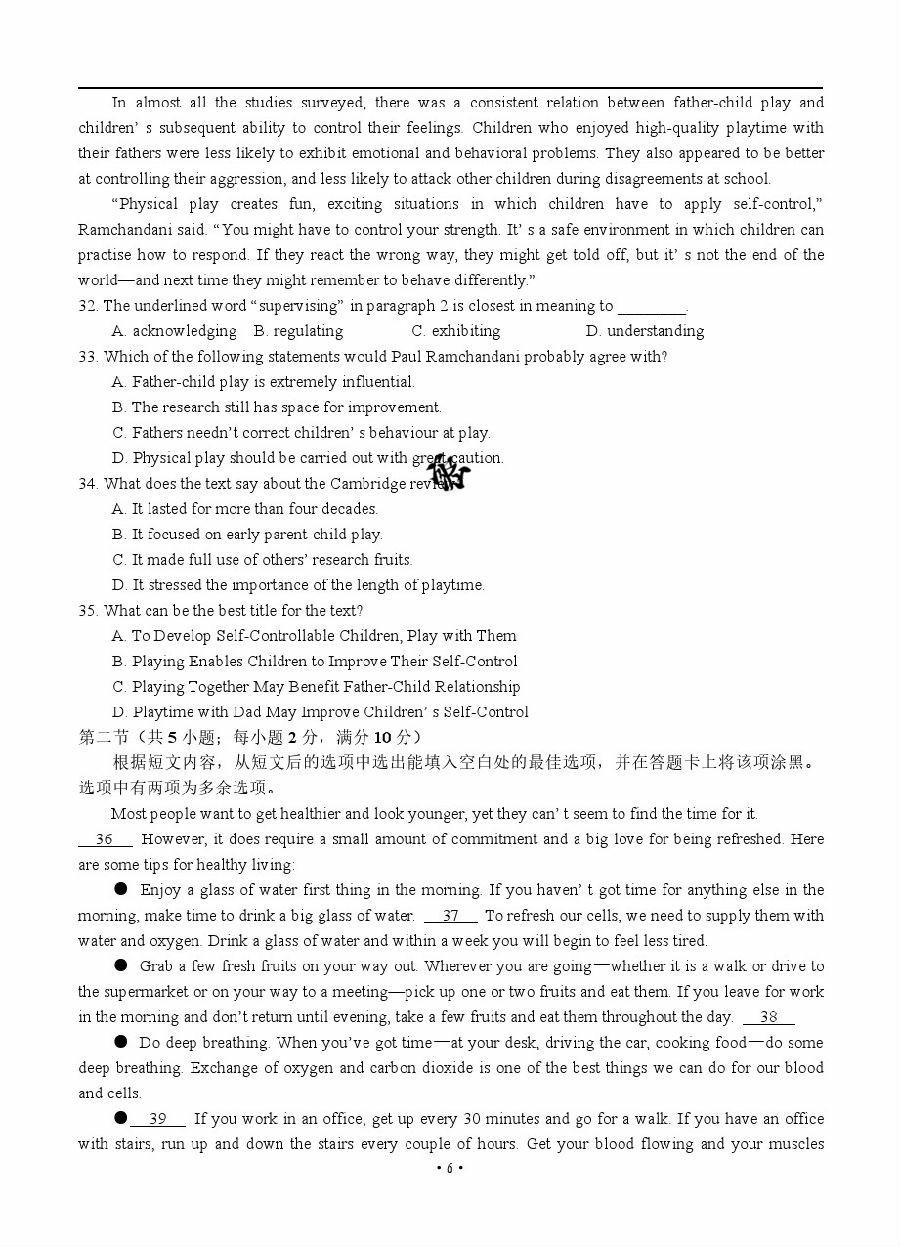 In almost all the studies surveyed, there was a consistent relation between father-child play and
children’ s subsequent ability to control their feelings. Children who enjoyed high-quality playtime with
their fathers were less likely to exhibit emotional and behavioral problems. They also appeared to be better
at controlling their aggression, and less likely to attack other children during disagreements at school.
“Physical play creates fun, exciting situations in which children have to apply self-control,”
Ramchandani said. “You might have to control your strength. It’ s a safe environment in which children can
practise how to respond. If they react the wrong way, they might get told off, but it’ s not the end of the
world—and next time they might remember to behave differently.”
32. The underlined word “supervising” in paragraph 2 is closest in meaning to ________.
A. acknowledging B. regulating C. exhibiting D. understanding
33. Which of the following statements would Paul Ramchandani probably agree with?
A. Father-child play is extremely influential.
B. The research still has space for improvement.
C. Fathers needn’t correct children’ s behaviour at play.
D. Physical play should be carried out with great caution.
34. What does the text say about the Cambridge review?
A. It lasted for more than four decades.
B. It focused on early parent-child play.
C. It made full use of others’ research fruits.
D. It stressed the importance of the length of playtime.
35. What can be the best title for the text?
A. To Develop Self-Controllable Children, Play with Them
B. Playing Enables Children to Improve Their Self-Control
C. Playing Together May Benefit Father-Child Relationship
D. Playtime with Dad May Improve Children’ s Self-Control
第二节（共 5 小题；每小题 2 分，满分 10 分）
根据短文内容，从短文后的选项中选出能填入空白处的最佳选项，并在答题卡上将该项涂黑。
选项中有两项为多余选项。
Most people want to get healthier and look younger, yet they can’ t seem to find the time for it.
__36__ However, it does require a small amount of commitment and a big love for being refreshed. Here
are some tips for healthy living:
● Enjoy a glass of water first thing in the morning. If you haven’ t got time for anything else in the
morning, make time to drink a big glass of water. __37__ To refresh our cells, we need to supply them with
water and oxygen. Drink a glass of water and within a week you will begin to feel less tired.
● Grab a few fresh fruits on your way out. Wherever you are going—whether it is a walk or drive to
the supermarket or on your way to a meeting—pick up one or two fruits and eat them. If you leave for work
in the morning and don’t return until evening, take a few fruits and eat them throughout the day. __38__
● Do deep breathing. When you’ve got time—at your desk, driving the car, cooking food—do some
deep breathing. Exchange of oxygen and carbon dioxide is one of the best things we can do for our blood
and cells.
● __39__ If you work in an office, get up every 30 minutes and go for a walk. If you have an office
with stairs, run up and down the stairs every couple of hours. Get your blood flowing and your muscles
• 6 •